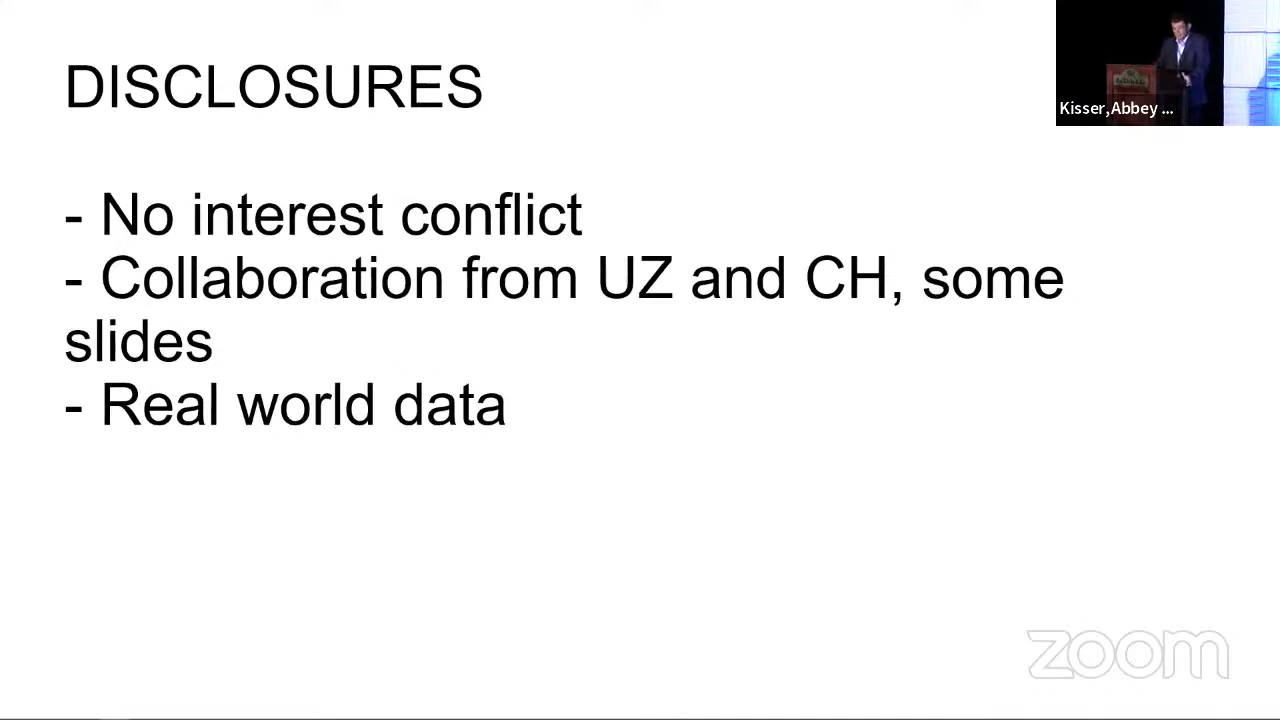 DISCLOSURES
Kisser,Abbey ...
- No interest conflict
- Collaboration from UZ and CH, some
slides
- Real world data
zoom